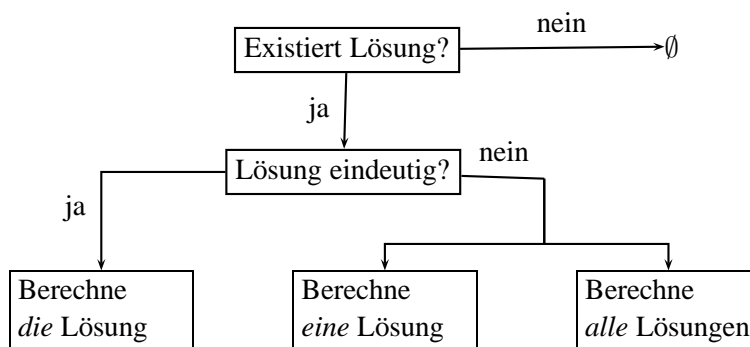 nein
Existiert Lösung?
∅
ja
nein
Lösung eindeutig?
ja
Berechne
die Lösung
Berechne
eine Lösung
Berechne
alle Lösungen